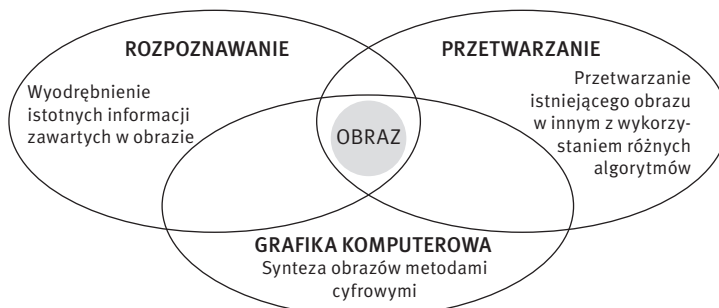 ROZPOZNAWANIE
Wyodrębnienie
istotnych informacji
zawartych w obrazie
PRZETWARZANIE
Przetwarzanie
istniejącego obrazu
w innym z wykorzy-
staniem różnych
algorytmów
OBRAZ
GRAFIKA KOMPUTEROWA
Synteza obrazów metodami
cyfrowymi